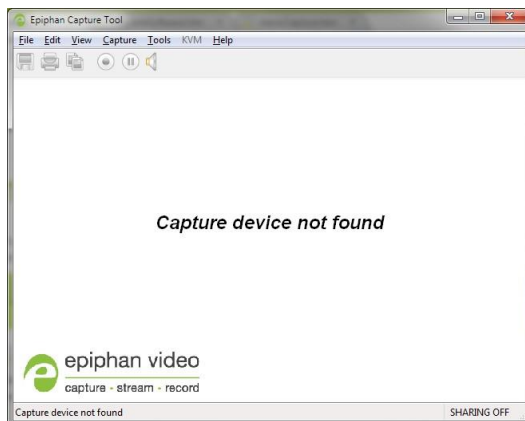 Epiphan Capture Tool
File Edit View Capture Tools KVM Help
Capture device not found
epiphan video
capture - stream - record
Capture device not found SHARING OFF